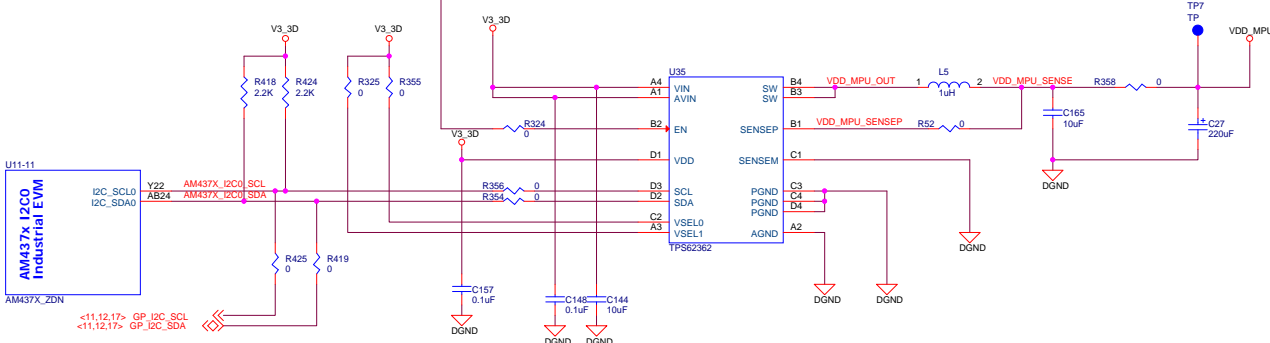 TP7
TP
VDD_MPU
V3_3D
V3_3D
V3_3D
R418
2.2K
R424
2.2K
R325
0
R355
0
U35
A4
VIN
A1
AVIN
B2
EN
D1
VDD
D3
SCL
D2
SDA
C2
VSEL0
A3
VSEL1
B4
SW
B3
SW
B1
SENSEP
C1
SENSEM
C3
PGND
C4
PGND
D4
PGND
A2
AGND
TPS62362
VDD_MPU_OUT
1
L5
1uH
2
VDD_MPU_SENSE
R358
0
VDD_MPU_SENSEP
R52
0
C165
10uF
C27
220uF
+
DGND
R324
0
V3_3D
U11-11
AM437x I2C0
Industrial EVM
I2C_SCL0
I2C_SDA0
Y22
AB24
AM437X_I2C0_SCL
AM437X_I2C0_SDA
AM437X_ZDN
R356
0
R354
0
R425
0
R419
0
<11,12,17> GP_I2C_SCL
<11,12,17> GP_I2C_SDA
C157
0.1uF
DGND
C148
0.1uF
DGND
C144
10uF
DGND
DGND
DGND
DGND